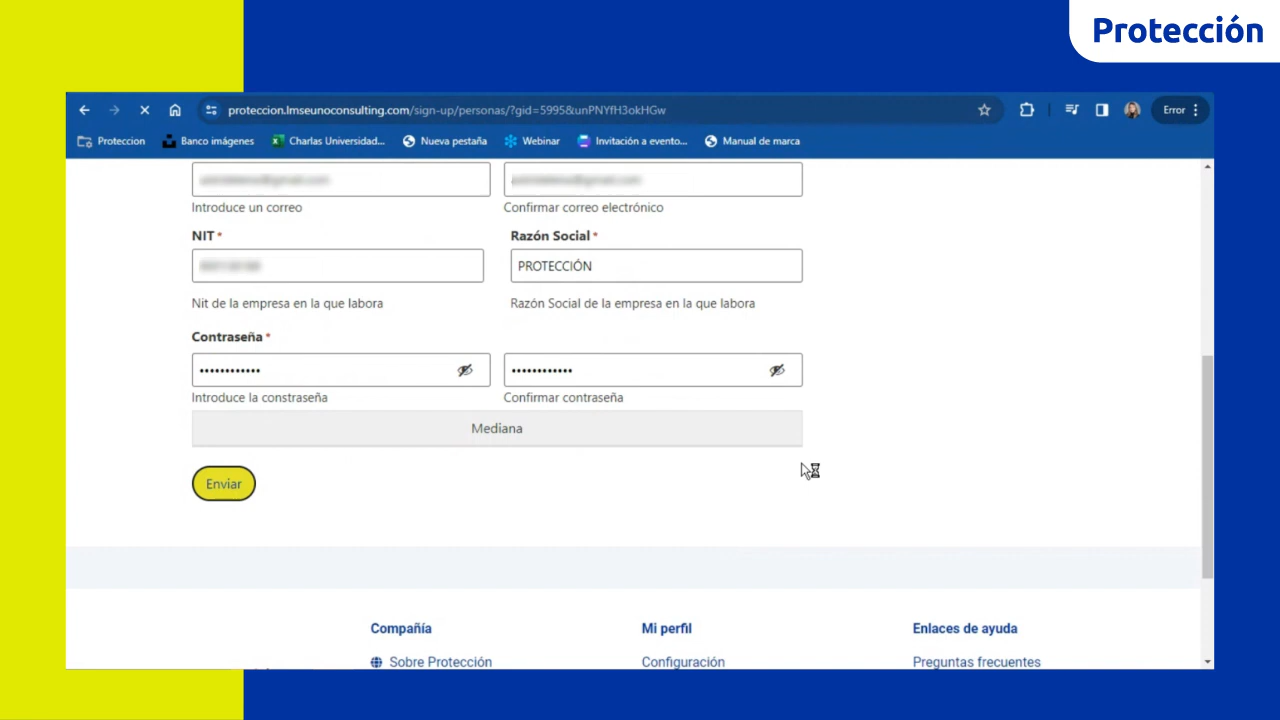 Protección
proteccion.lmseunoconsulting.com/sign-up/personas/?gid=5995&unPNYfH3okHGw
Error
Proteccion Banco imágenes Charlas Universidad... Nueva pestaña Webinar Invitación a evento... Manual de marca
Introduce un correo Confirmar correo electrónico
NIT * Razón Social *
PROTECCIÓN
Nit de la empresa en la que labora Razón Social de la empresa en la que labora
Contraseña *
•••••••••••• ••••••••••••
Introduce la constraseña Confirmar contraseña
Mediana
Enviar
Compañía Mi perfil Enlaces de ayuda
Sobre Protección Configuración Preguntas frecuentes